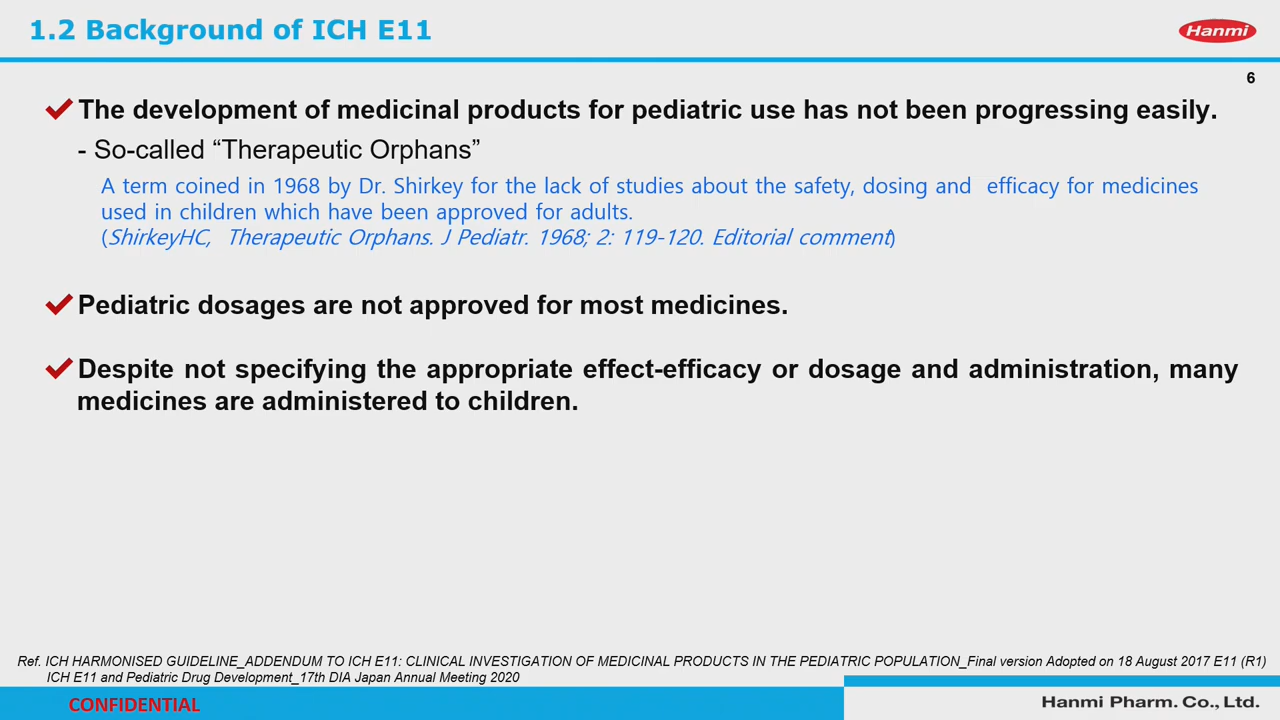 1.2 Background of ICH E11
Hanmi
6
The development of medicinal products for pediatric use has not been progressing easily.
- So-called “Therapeutic Orphans”
A term coined in 1968 by Dr. Shirkey for the lack of studies about the safety, dosing and efficacy for medicines
used in children which have been approved for adults.
(ShirkeyHC, Therapeutic Orphans. J Pediatr. 1968; 2: 119-120. Editorial comment)
Pediatric dosages are not approved for most medicines.
Despite not specifying the appropriate effect-efficacy or dosage and administration, many
medicines are administered to children.
Ref. ICH HARMONISED GUIDELINE_ADDENDUM TO ICH E11: CLINICAL INVESTIGATION OF MEDICINAL PRODUCTS IN THE PEDIATRIC POPULATION_Final version Adopted on 18 August 2017 E11 (R1)
ICH E11 and Pediatric Drug Development_17th DIA Japan Annual Meeting 2020
CONFIDENTIAL
Hanmi Pharm. Co., Ltd.